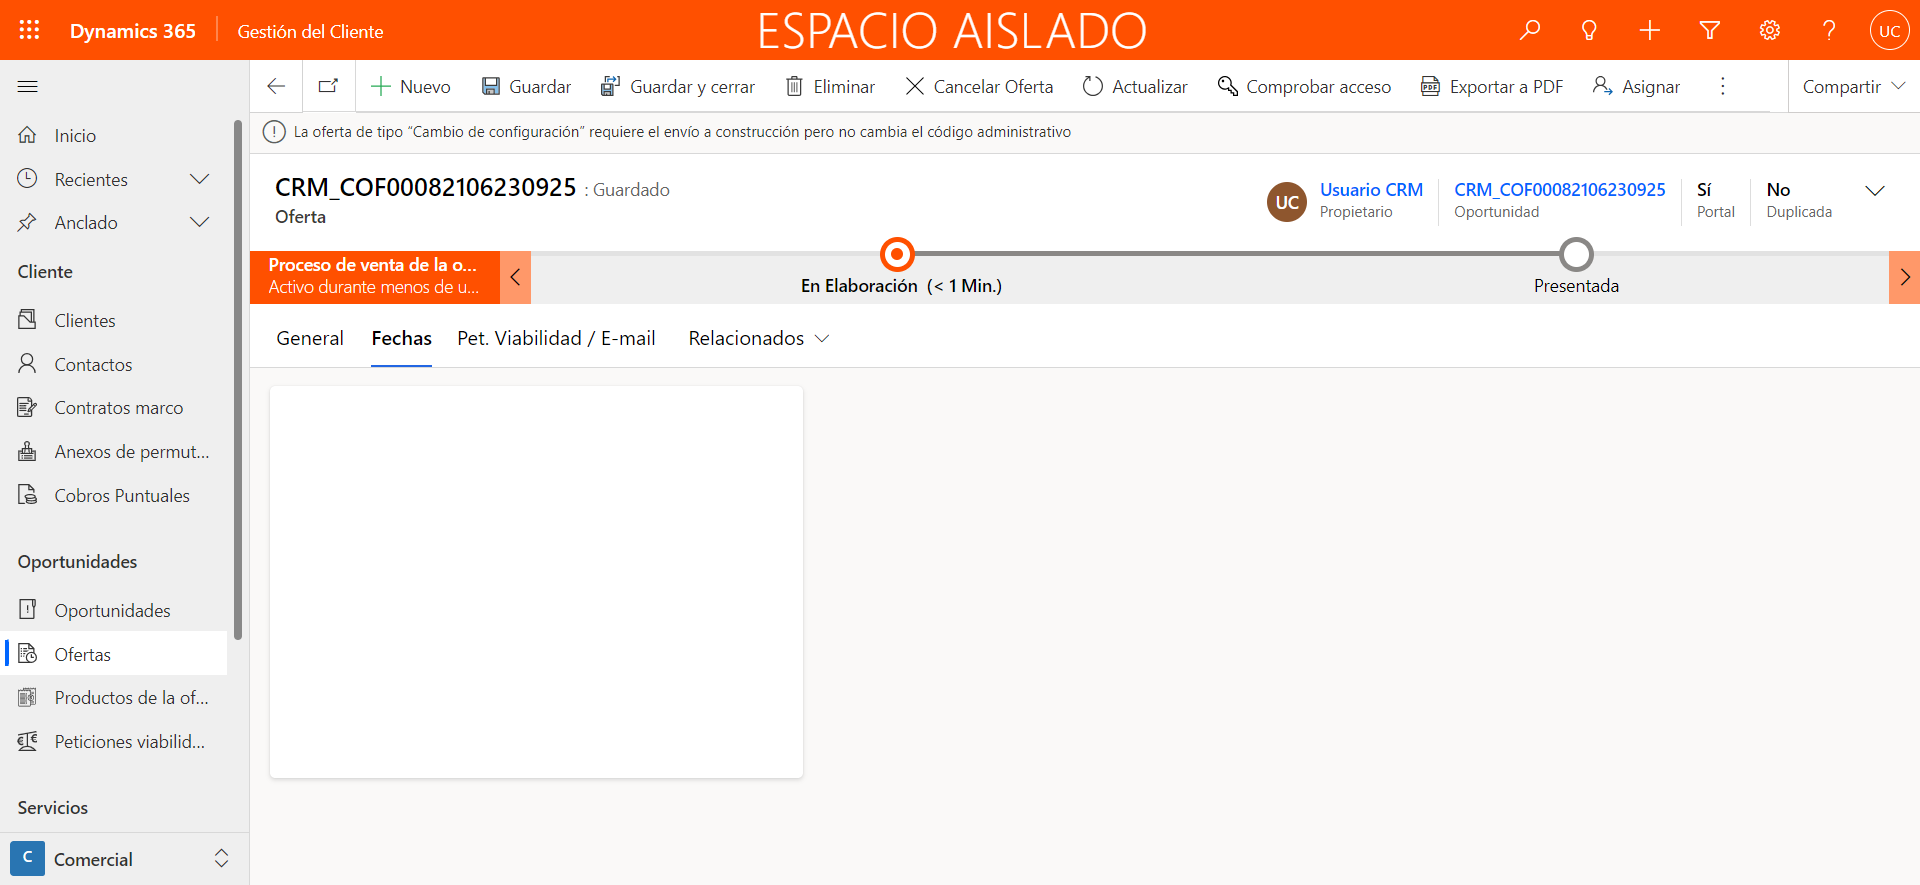 Dynamics 365
Gestión del Cliente
ESPACIO AISLADO
UC
Nuevo
Guardar
Guardar y cerrar
Eliminar
Cancelar Oferta
Actualizar
Comprobar acceso
Exportar a PDF
Asignar
Compartir
La oferta de tipo “Cambio de configuración” requiere el envío a construcción pero no cambia el código administrativo
Inicio
Recientes
Anclado
Cliente
Clientes
Contactos
Contratos marco
Anexos de permut...
Cobros Puntuales
Oportunidades
Oportunidades
Ofertas
Productos de la of...
Peticiones viabilid...
Servicios
C
Comercial
CRM_COF00082106230925 : Guardado
Oferta
UC
Usuario CRM
Propietario
CRM_COF00082106230925
Oportunidad
Sí
Portal
No
Duplicada
Proceso de venta de la o...
Activo durante menos de u...
En Elaboración (< 1 Min.)
Presentada
General
Fechas
Pet. Viabilidad / E-mail
Relacionados